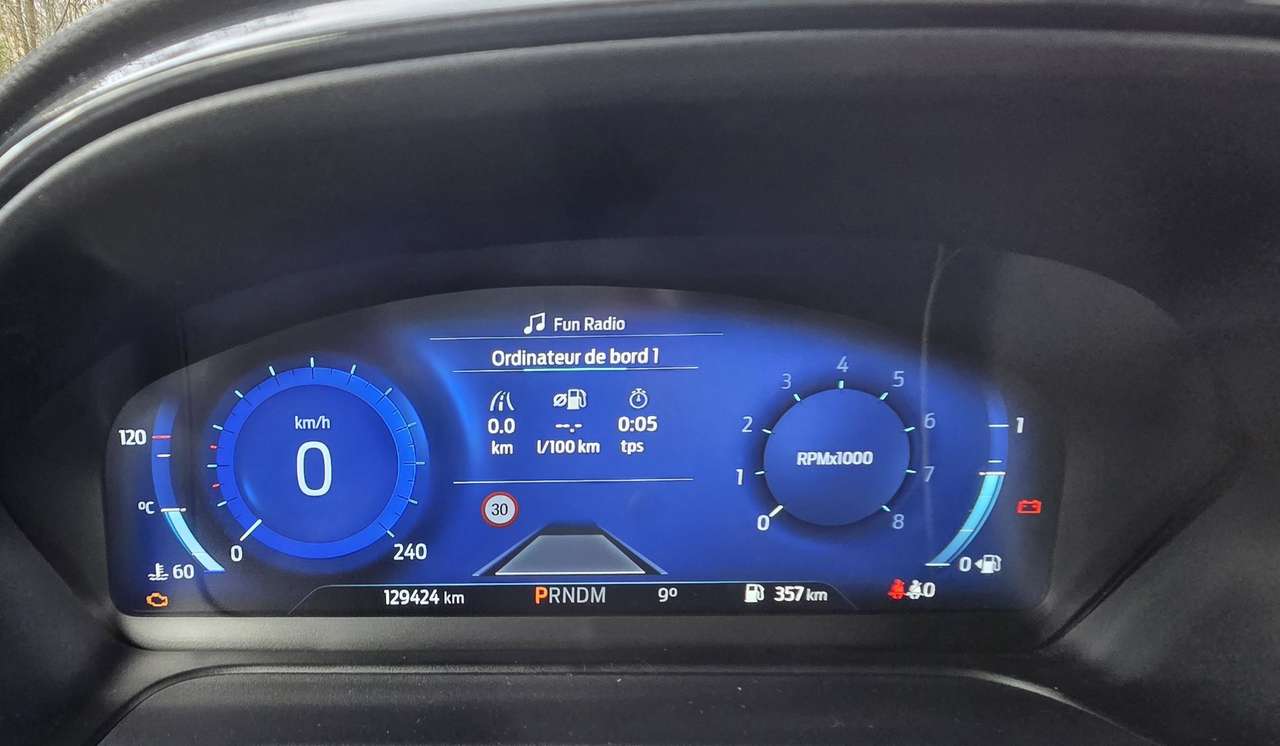 Fun Radio
Ordinateur de bord 1
0.0 --.- 0:05
km l/100 km tps
30
km/h
0
0 240
120
°C
60
4
3 5
2 6
RPMx1000
1 7
0 8
1
0
129424 km PRNDM 9° 357 km
0